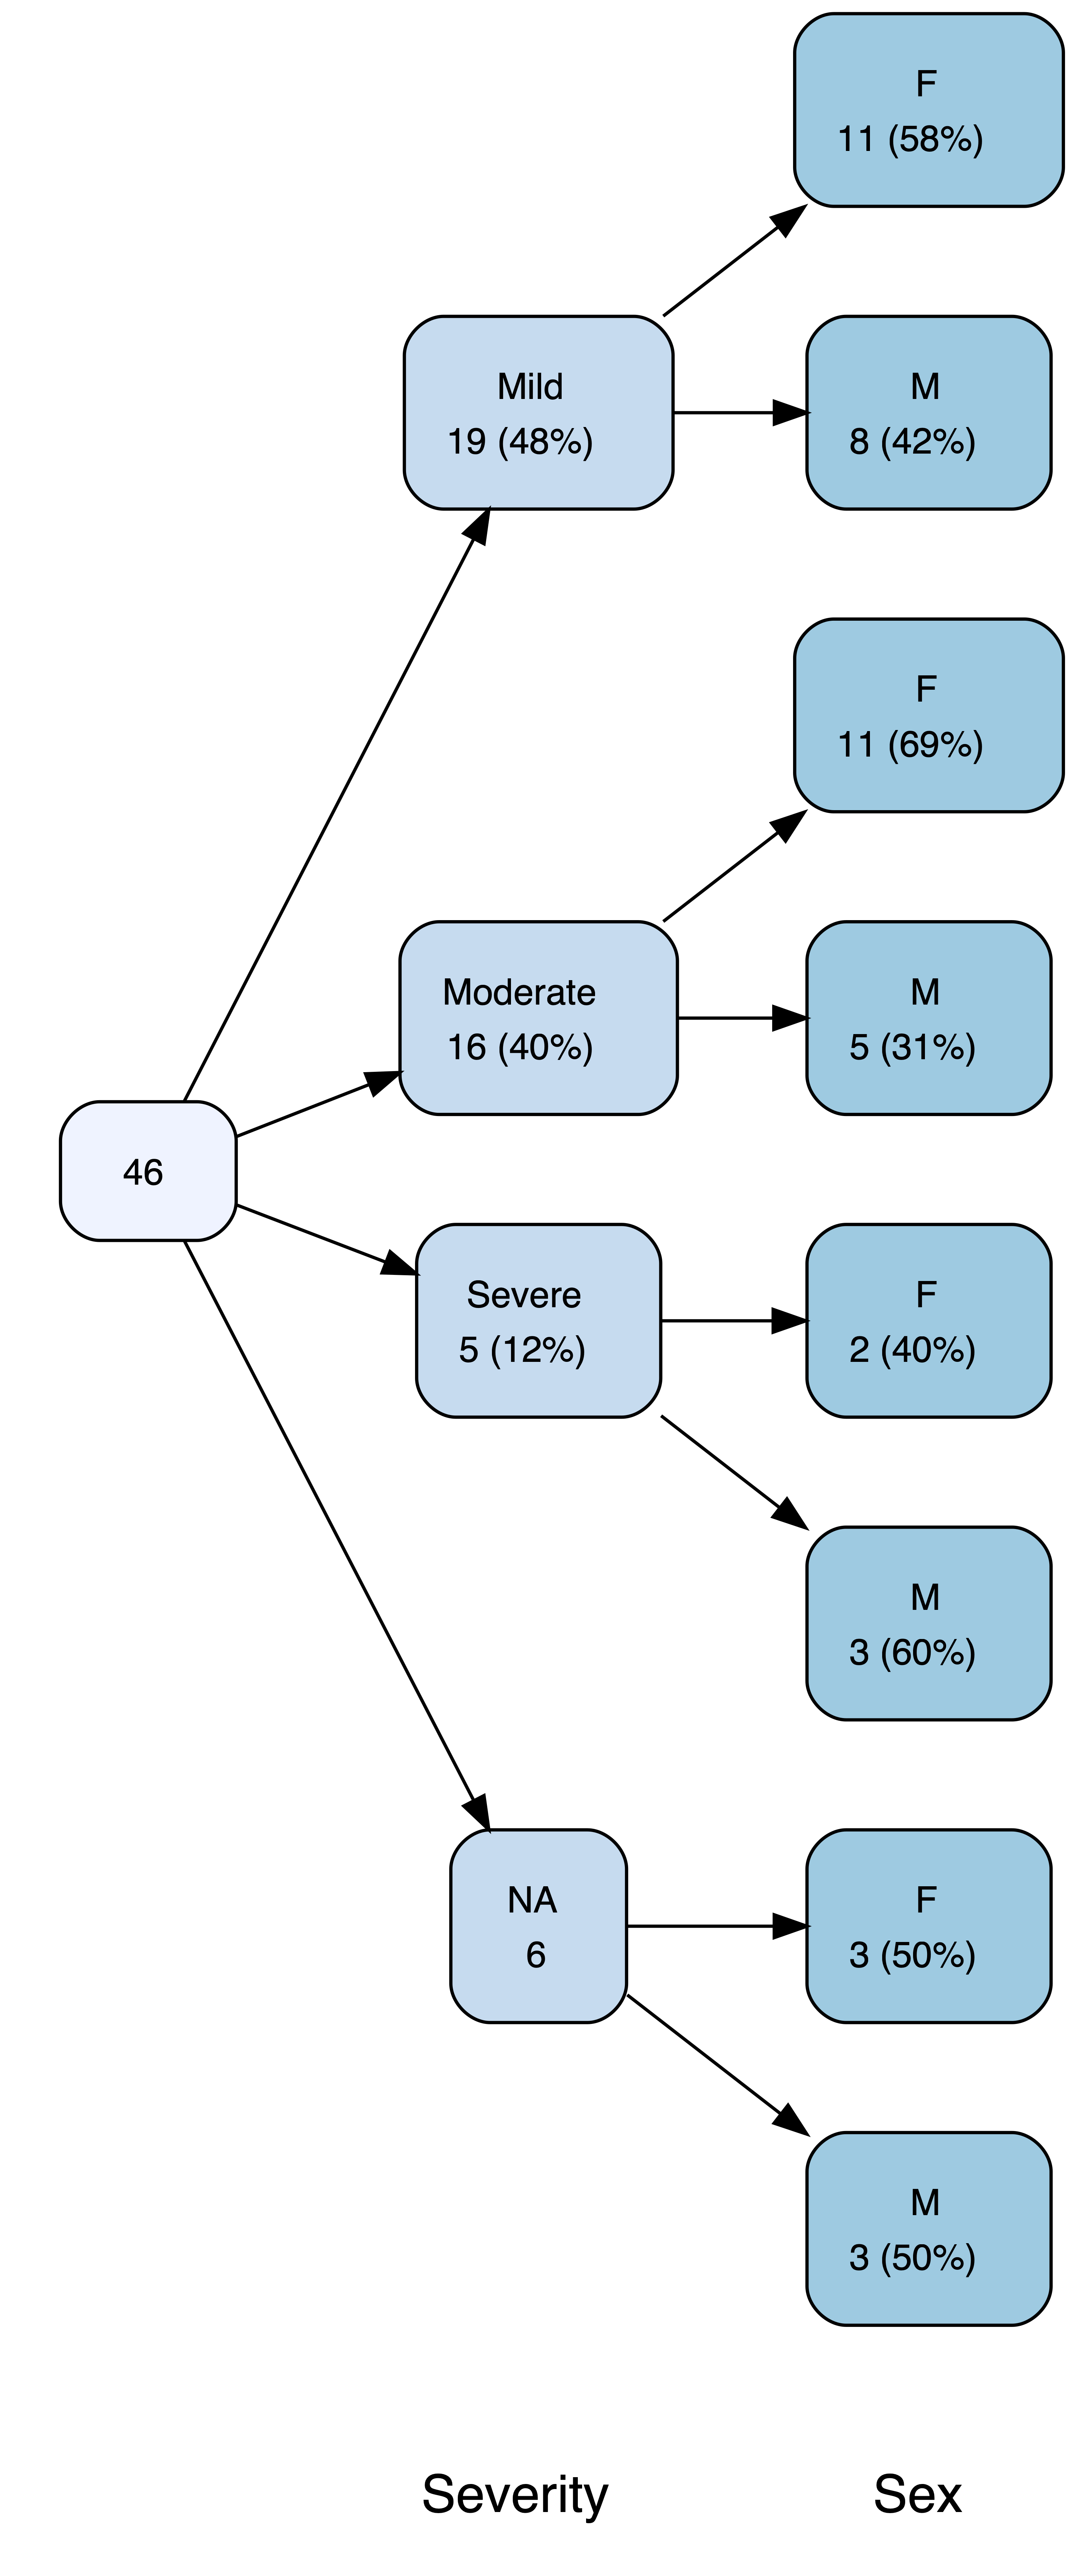 F
11 (58%)
Mild
19 (48%)
M
8 (42%)
F
11 (69%)
Moderate
16 (40%)
M
5 (31%)
46
Severe
5 (12%)
F
2 (40%)
M
3 (60%)
NA
6
F
3 (50%)
M
3 (50%)
Severity
Sex